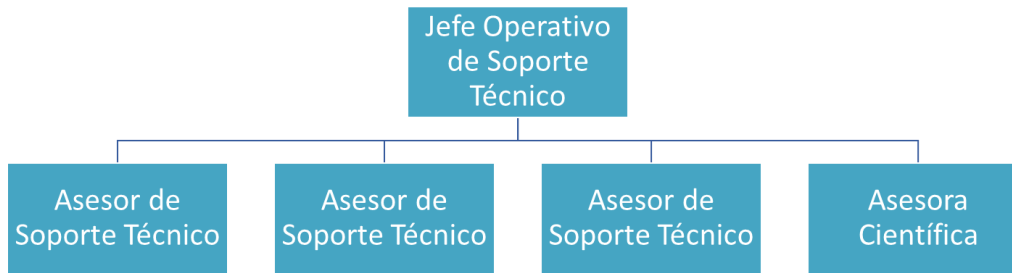 Jefe Operativo
de Soporte
Técnico
Asesor de
Soporte Técnico
Asesor de
Soporte Técnico
Asesor de
Soporte Técnico
Asesora
Científica